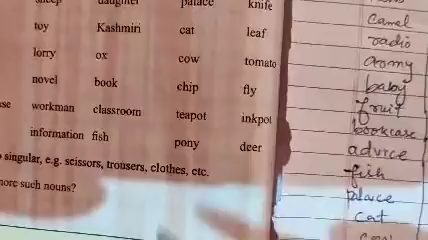 sheep daughter palace knife
toy Kashmiri cat leaf
lorry ox cow tomato
novel book chip fly
workman classroom teapot inkpot
information fish pony deer
singular, e.g. scissors, trousers, clothes, etc.
more such nouns?
camel
radio
army
baby
fruit
bookcase
advice
fish
palace
cat